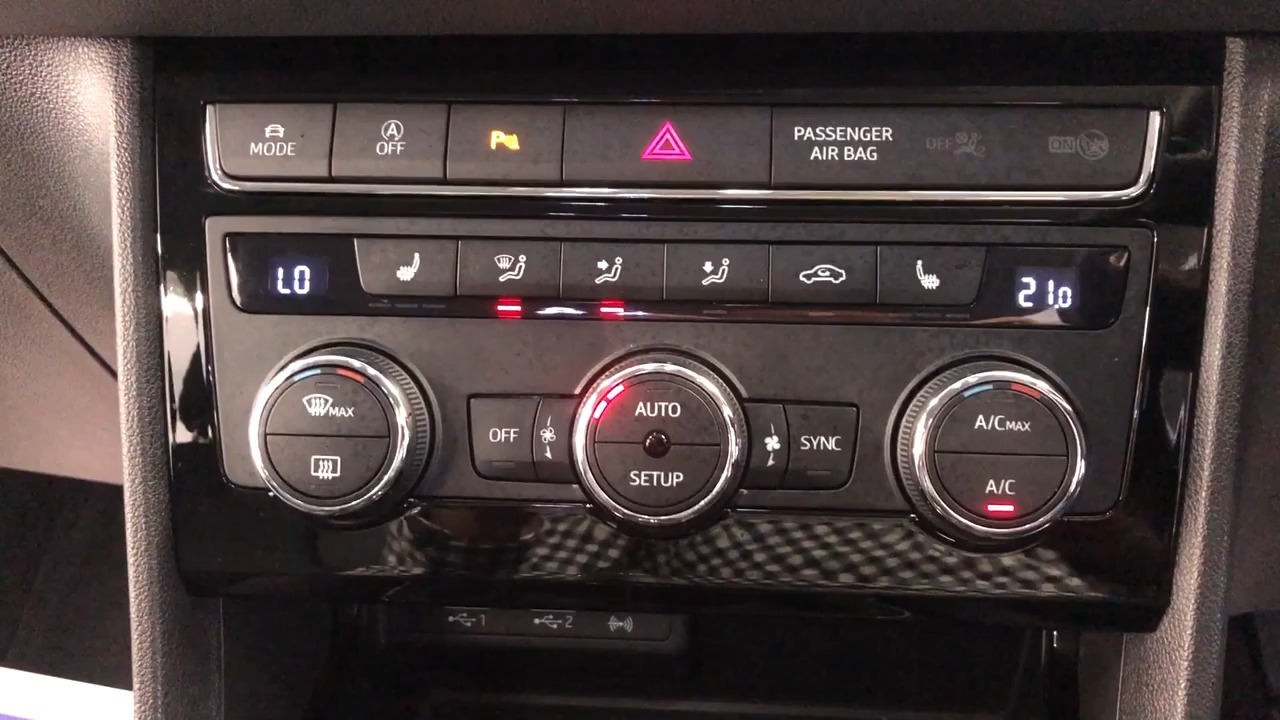 MODE
A
OFF
P
PASSENGER
AIR BAG
OFF
ON
LO
21.0
MAX
OFF
AUTO
SETUP
SYNC
A/C MAX
A/C
1
2